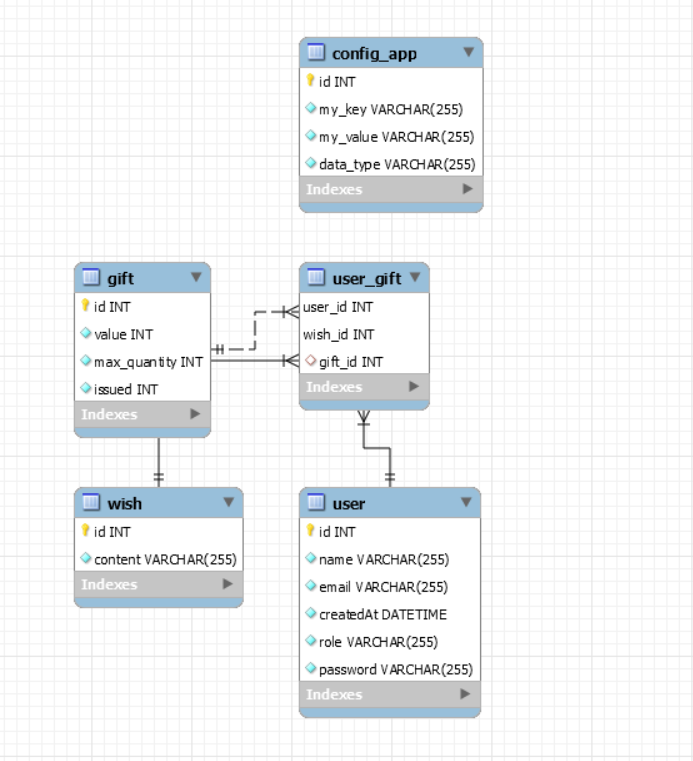 config_app
id INT
my_key VARCHAR(255)
my_value VARCHAR(255)
data_type VARCHAR(255)
Indexes
gift
id INT
value INT
max_quantity INT
issued INT
Indexes
user_gift
user_id INT
wish_id INT
gift_id INT
Indexes
wish
id INT
content VARCHAR(255)
Indexes
user
id INT
name VARCHAR(255)
email VARCHAR(255)
createdAt DATETIME
role VARCHAR(255)
password VARCHAR(255)
Indexes